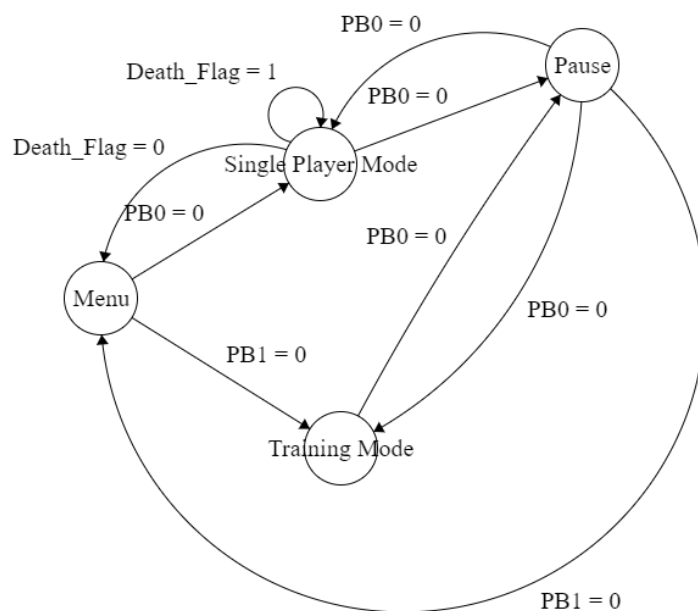 PB0 = 0
Pause
Death_Flag = 1
PB0 = 0
Death_Flag = 0
Single Player Mode
PB0 = 0
PB0 = 0
Menu
PB0 = 0
PB1 = 0
Training Mode
PB1 = 0